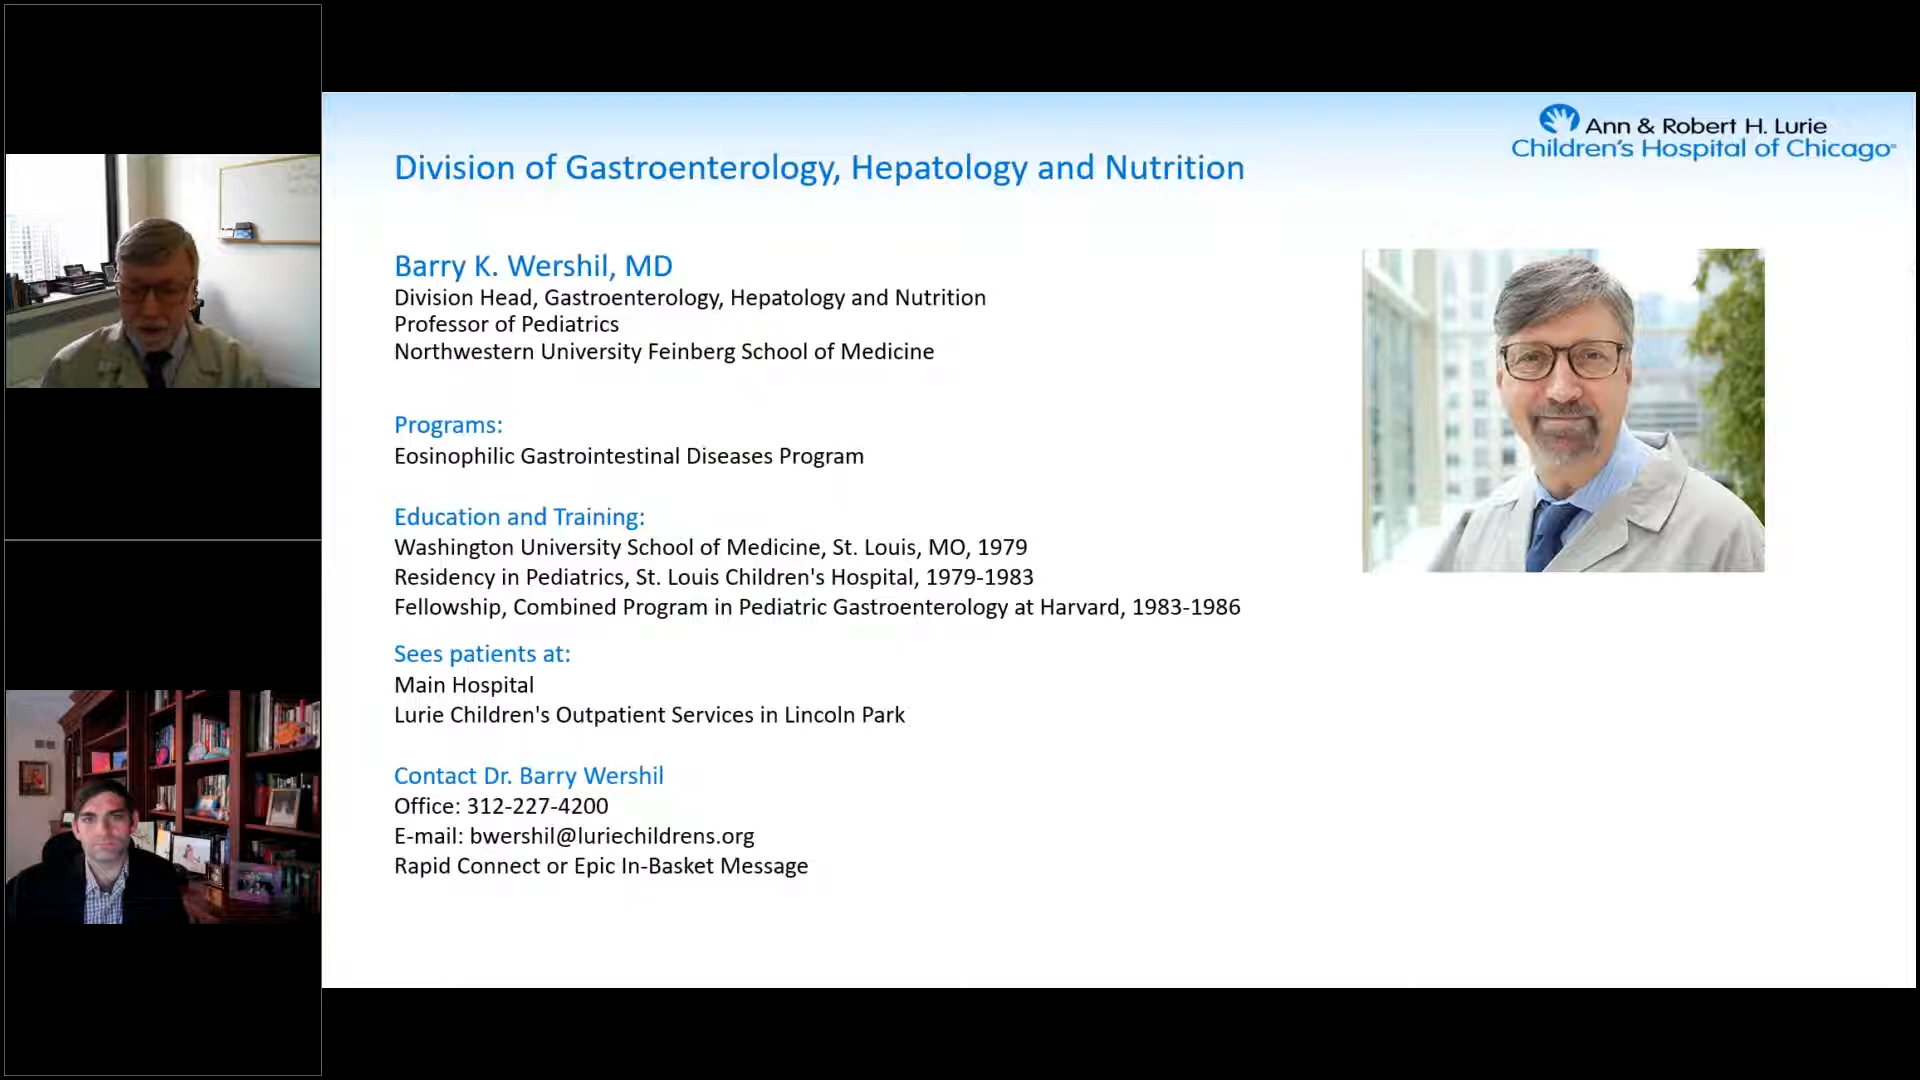 Ann & Robert H. Lurie
Children's Hospital of Chicago®
Division of Gastroenterology, Hepatology and Nutrition
Barry K. Wershil, MD
Division Head, Gastroenterology, Hepatology and Nutrition
Professor of Pediatrics
Northwestern University Feinberg School of Medicine
Programs:
Eosinophilic Gastrointestinal Diseases Program
Education and Training:
Washington University School of Medicine, St. Louis, MO, 1979
Residency in Pediatrics, St. Louis Children's Hospital, 1979-1983
Fellowship, Combined Program in Pediatric Gastroenterology at Harvard, 1983-1986
Sees patients at:
Main Hospital
Lurie Children's Outpatient Services in Lincoln Park
Contact Dr. Barry Wershil
Office: 312-227-4200
E-mail: bwershil@luriechildrens.org
Rapid Connect or Epic In-Basket Message